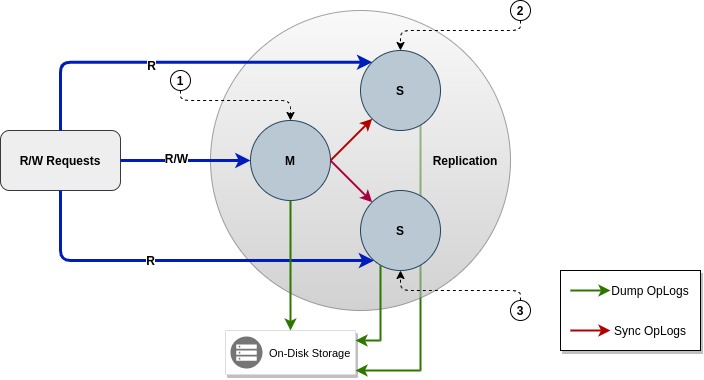 2
R
1
S
R/W Requests
R/W
M
Replication
S
R
Dump OpLogs
3
Sync OpLogs
On-Disk Storage